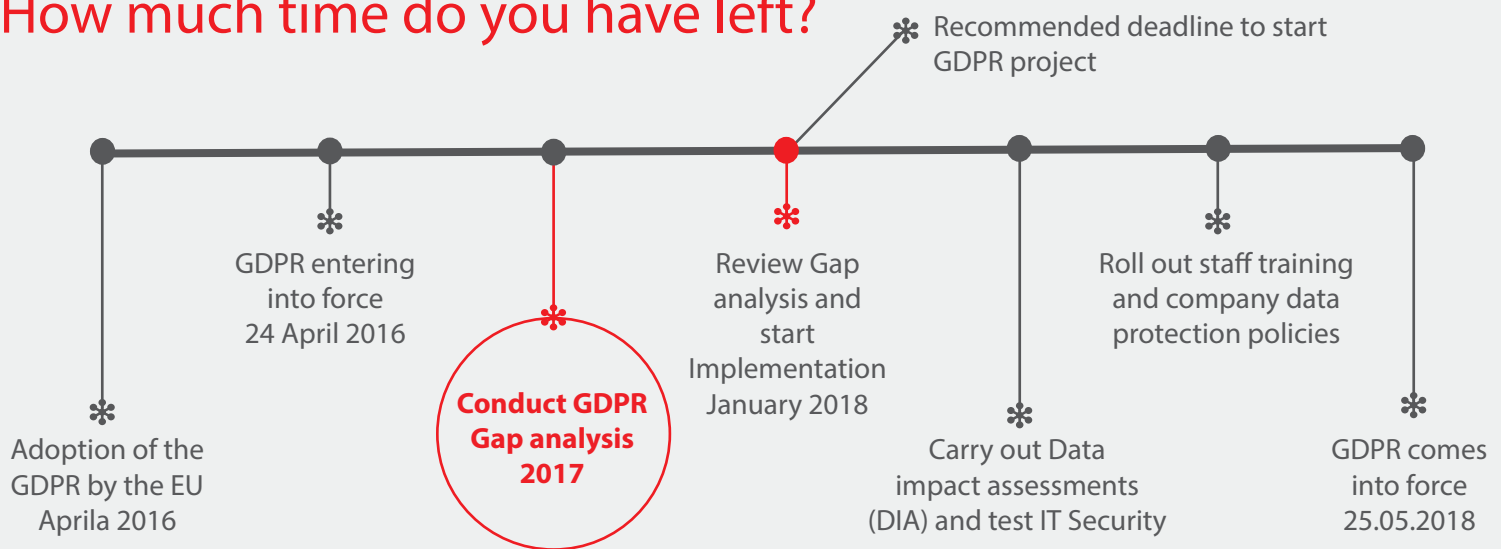 How much time do you have left?
Recommended deadline to start
GDPR project
Adoption of the
GDPR by the EU
Aprila 2016
GDPR entering
into force
24 April 2016
Conduct GDPR
Gap analysis
2017
Review Gap
analysis and
start
Implementation
January 2018
Carry out Data
impact assessments
(DIA) and test IT Security
Roll out staff training
and company data
protection policies
GDPR comes
into force
25.05.2018